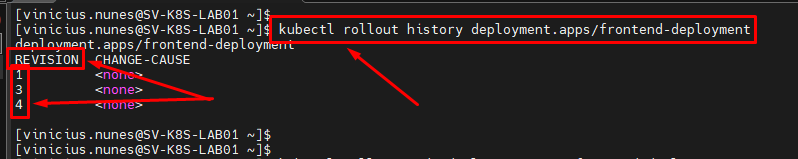 [vinicius.nunes@SV-K8S-LAB01 ~]$
[vinicius.nunes@SV-K8S-LAB01 ~]$ kubectl rollout history deployment.apps/frontend-deployment
deployment.apps/frontend-deployment
REVISION CHANGE-CAUSE
1 <none>
3 <none>
4 <none>
[vinicius.nunes@SV-K8S-LAB01 ~]$
[vinicius.nunes@SV-K8S-LAB01 ~]$